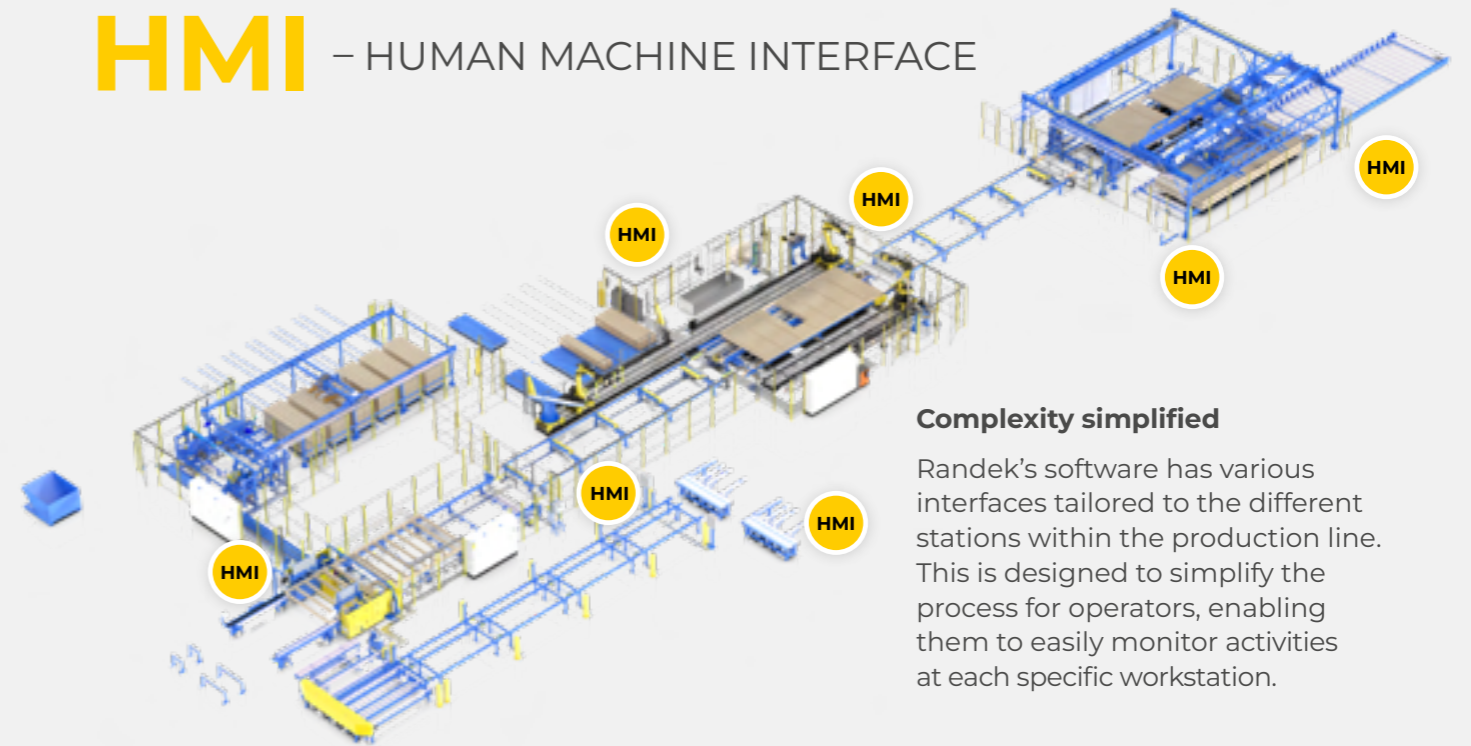 HMI – HUMAN MACHINE INTERFACE
HMI
HMI
HMI
HMI
HMI
HMI
HMI
Complexity simplified
Randek’s software has various
interfaces tailored to the different
stations within the production line.
This is designed to simplify the
process for operators, enabling
them to easily monitor activities
at each specific workstation.